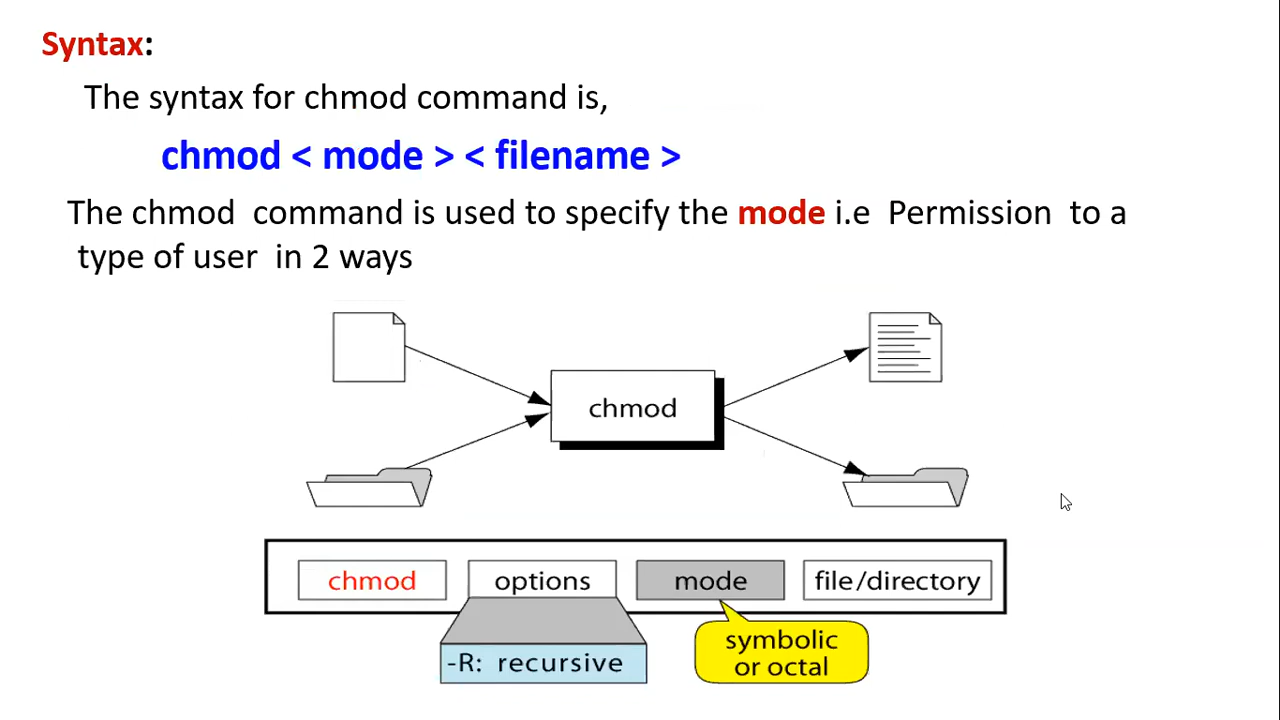 Syntax:
The syntax for chmod command is,
chmod < mode > < filename >
The chmod command is used to specify the mode i.e Permission to a
type of user in 2 ways
chmod
chmod options mode file/directory
-R: recursive
symbolic
or octal